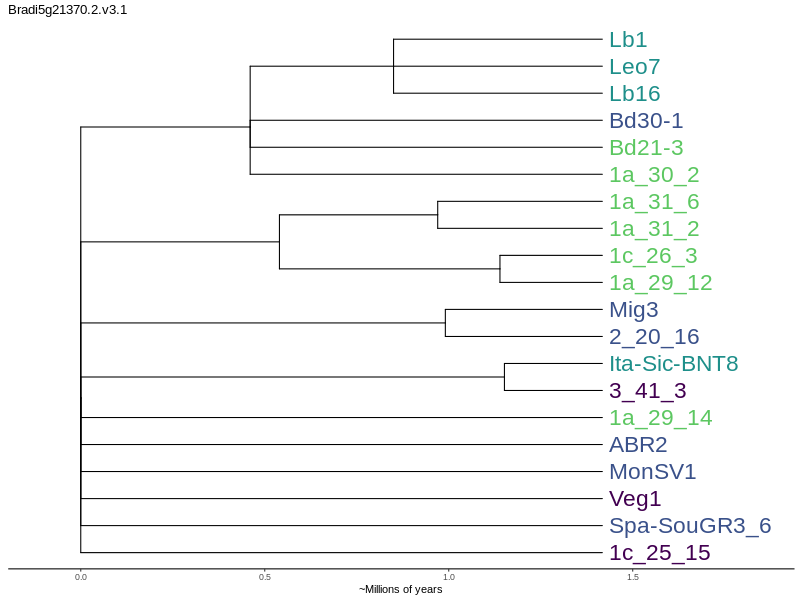 Bradi5g21370.2.v3.1
Lb1
Leo7
Lb16
Bd30-1
Bd21-3
1a_30_2
1a_31_6
1a_31_2
1c_26_3
1a_29_12
Mig3
2_20_16
Ita-Sic-BNT8
3_41_3
1a_29_14
ABR2
MonSV1
Veg1
Spa-SouGR3_6
1c_25_15
0.0 0.5 1.0 1.5
~Millions of years